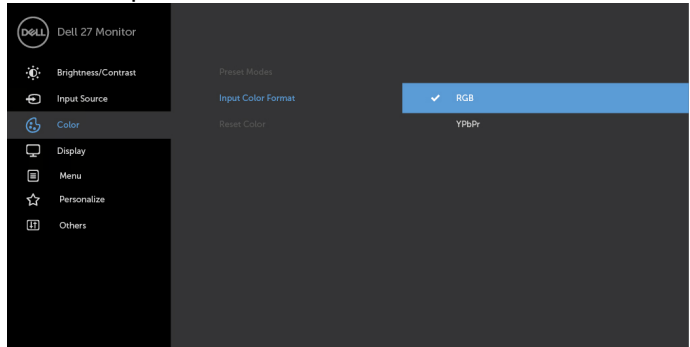 DELL Dell 27 Monitor
Brightness/Contrast
Input Source
Color
Display
Menu
Personalize
Others
Preset Modes
Input Color Format
Reset Color
RGB
YPbPr